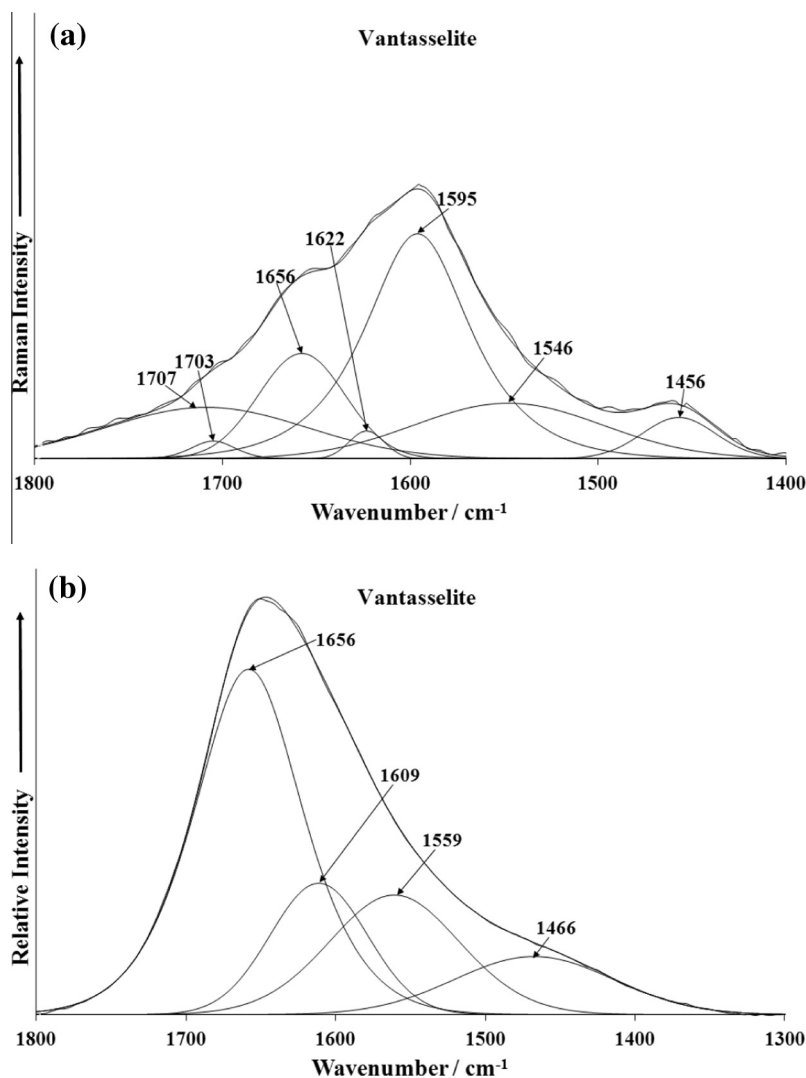 (a)
Vantasselite
1595
1622
1656
1546
1703
1707
1456
Raman Intensity
1800 1700 1600 1500 1400
Wavenumber / cm-1
(b)
Vantasselite
1656
1609
1559
1466
Relative Intensity
1800 1700 1600 1500 1400 1300
Wavenumber / cm-1